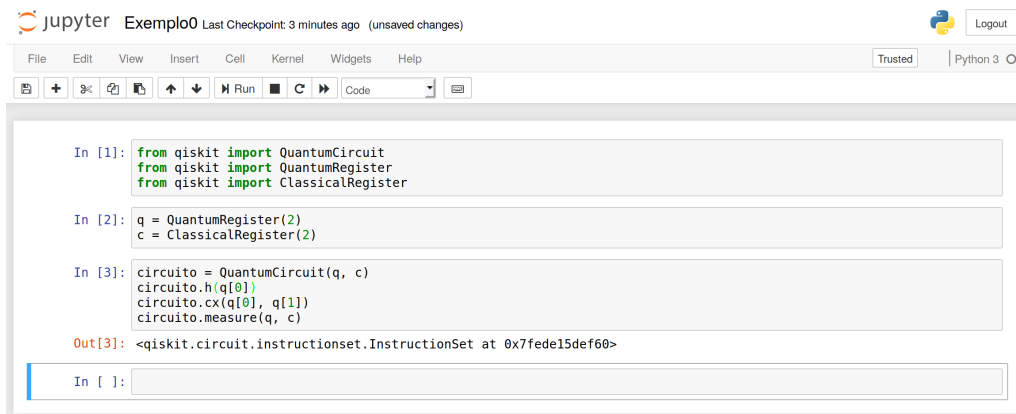 jupyter Exemplo0 Last Checkpoint: 3 minutes ago (unsaved changes)
Logout
File Edit View Insert Cell Kernel Widgets Help
Trusted
Python 3
Run
Code
In [1]: from qiskit import QuantumCircuit
from qiskit import QuantumRegister
from qiskit import ClassicalRegister
In [2]: q = QuantumRegister(2)
c = ClassicalRegister(2)
In [3]: circuito = QuantumCircuit(q, c)
circuito.h(q[0])
circuito.cx(q[0], q[1])
circuito.measure(q, c)
Out[3]: <qiskit.circuit.instructionset.InstructionSet at 0x7fede15def60>
In [ ]: